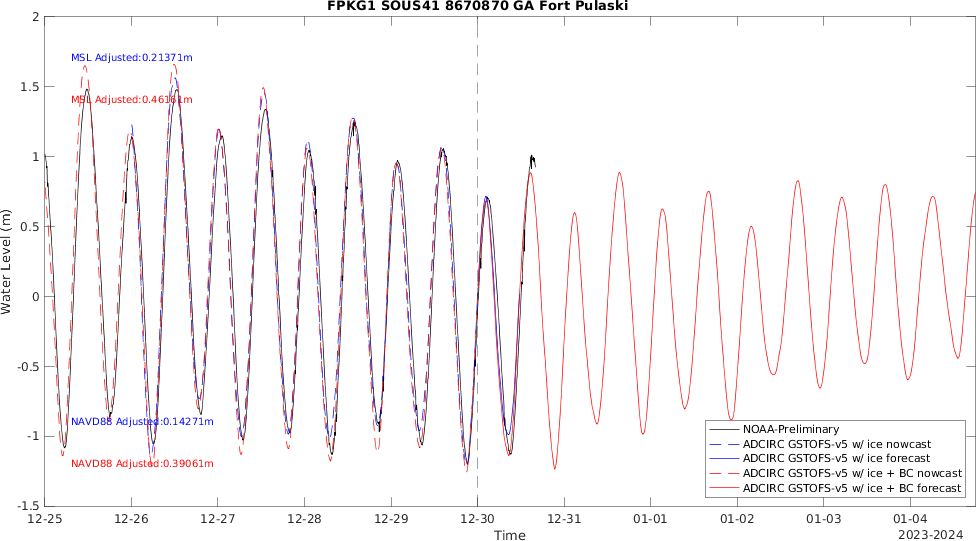 FPKG1 SOUS41 8670870 GA Fort Pulaski
2
1.5
1
0.5
0
-0.5
-1
-1.5
Water Level (m)
MSL Adjusted:0.21371m
MSL Adjusted:0.46161m
NAVD88 Adjusted:0.14271m
NAVD88 Adjusted:0.39061m
NOAA-Preliminary
ADCIRC GSTOFS-v5 w/ ice nowcast
ADCIRC GSTOFS-v5 w/ ice forecast
ADCIRC GSTOFS-v5 w/ ice + BC nowcast
ADCIRC GSTOFS-v5 w/ ice + BC forecast
12-25 12-26 12-27 12-28 12-29 12-30 12-31 01-01 01-02 01-03 01-04
Time
2023-2024